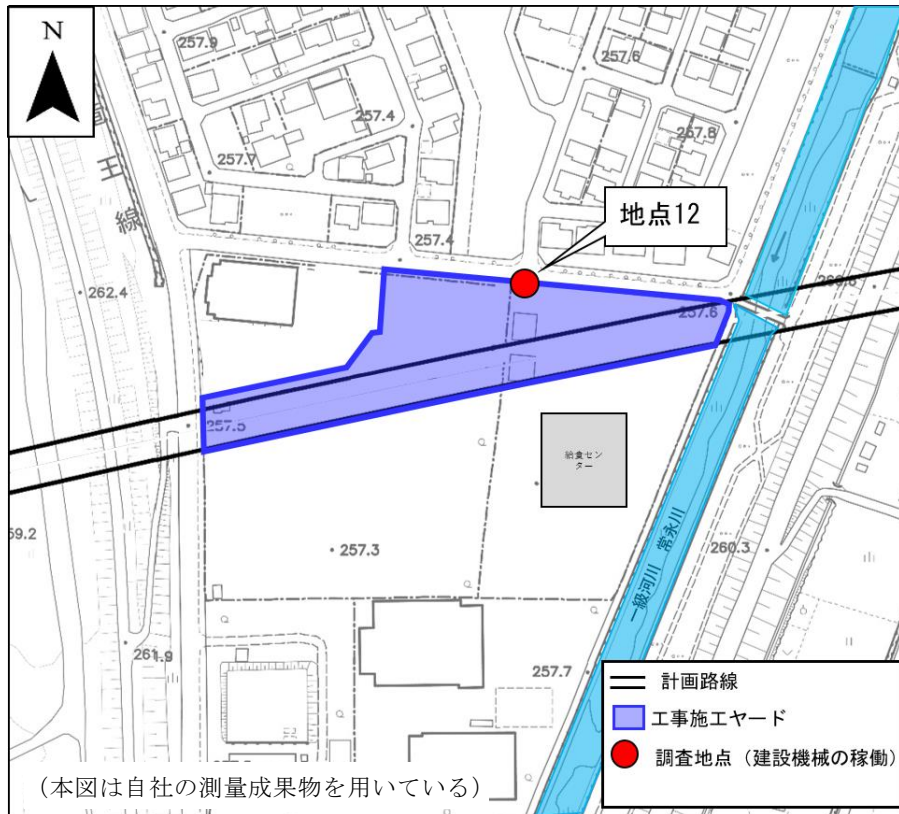 N
257.9
257.6
257.4
257.8
257.7
王
線
257.4
地点12
262.4
257.6
257.5
給食セン
ター
59.2
257.3
260.3
一級河川 常永川
261.9
257.7
計画路線
工事施工ヤード
調査地点（建設機械の稼働）
（本図は自社の測量成果物を用いている）